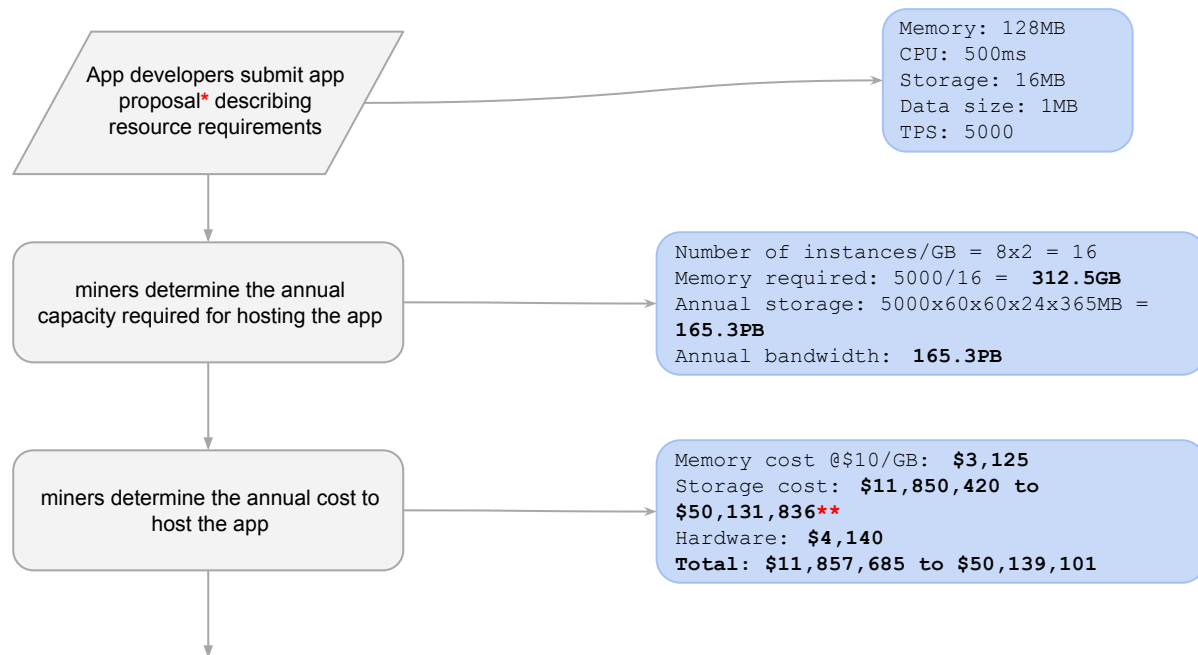 App developers submit app
proposal* describing
resource requirements
Memory: 128MB
CPU: 500ms
Storage: 16MB
Data size: 1MB
TPS: 5000
miners determine the annual
capacity required for hosting the app
Number of instances/GB = 8x2 = 16
Memory required: 5000/16 = 312.5GB
Annual storage: 5000x60x60x24x365MB =
165.3PB
Annual bandwidth: 165.3PB
miners determine the annual cost to
host the app
Memory cost @$10/GB: $3,125
Storage cost: $11,850,420 to
$50,131,836**
Hardware: $4,140
Total: $11,857,685 to $50,139,101